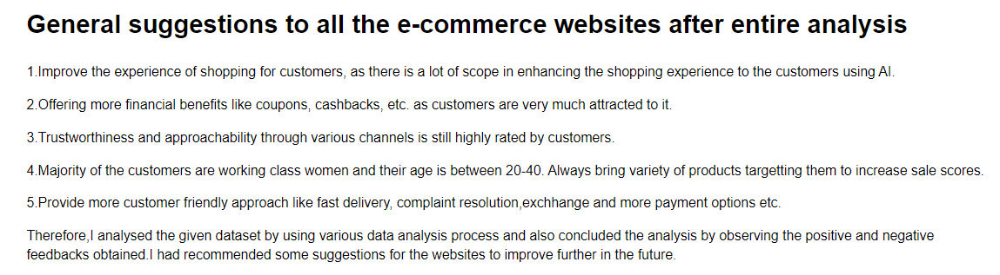 General suggestions to all the e-commerce websites after entire analysis
1.Improve the experience of shopping for customers, as there is a lot of scope in enhancing the shopping experience to the customers using AI.
2.Offering more financial benefits like coupons, cashbacks, etc. as customers are very much attracted to it.
3.Trustworthiness and approachability through various channels is still highly rated by customers.
4.Majority of the customers are working class women and their age is between 20-40. Always bring variety of products targetting them to increase sale scores.
5.Provide more customer friendly approach like fast delivery, complaint resolution,exchhange and more payment options etc.
Therefore,I analysed the given dataset by using various data analysis process and also concluded the analysis by observing the positive and negative
feedbacks obtained.I had recommended some suggestions for the websites to improve further in the future.